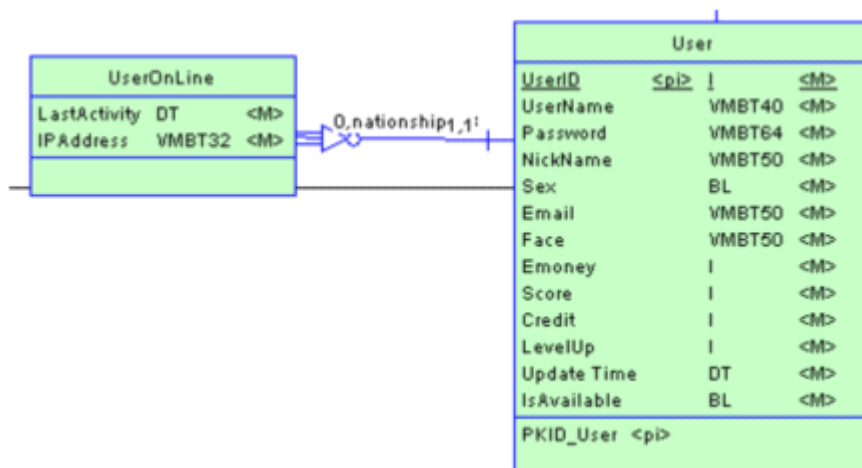 UserOnLine
LastActivity DT <M>
IPAddress VMBT32 <M>
0,nationship1,1
User
UserID <pi> I <M>
UserName VMBT40 <M>
Password VMBT64 <M>
NickName VMBT50 <M>
Sex BL <M>
Email VMBT50 <M>
Face VMBT50 <M>
Emoney I <M>
Score I <M>
Credit I <M>
LevelUp I <M>
Update Time DT <M>
IsAvailable BL <M>
PKID_User <pi>